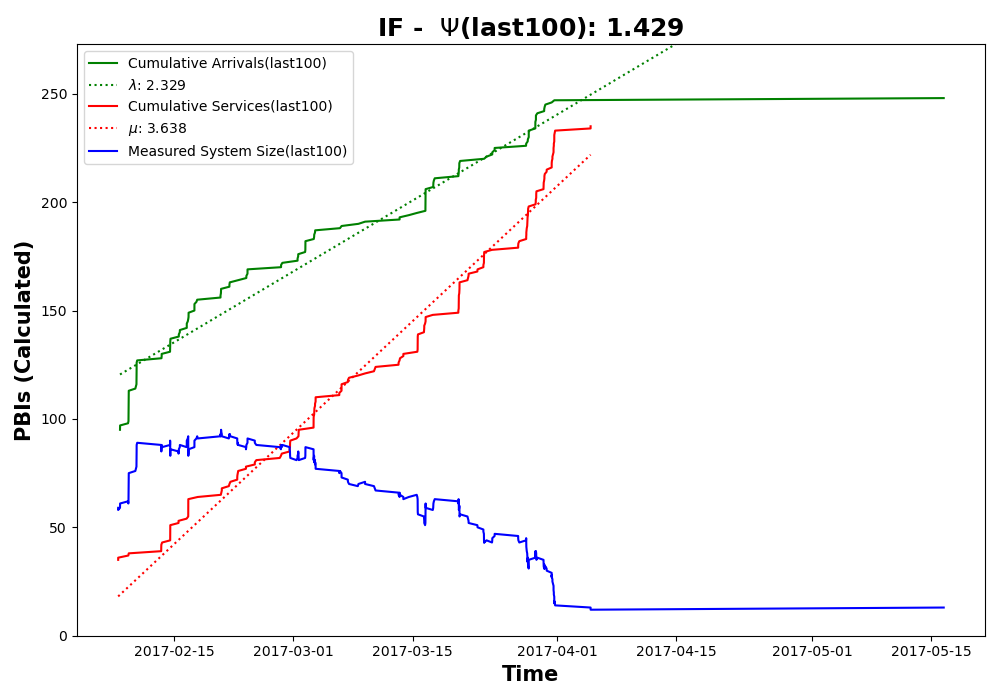 IF - Ψ(last100): 1.429
Cumulative Arrivals(last100)
λ: 2.329
Cumulative Services(last100)
μ: 3.638
Measured System Size(last100)
PBIs (Calculated)
250
200
150
100
50
0
2017-02-15 2017-03-01 2017-03-15 2017-04-01 2017-04-15 2017-05-01 2017-05-15
Time